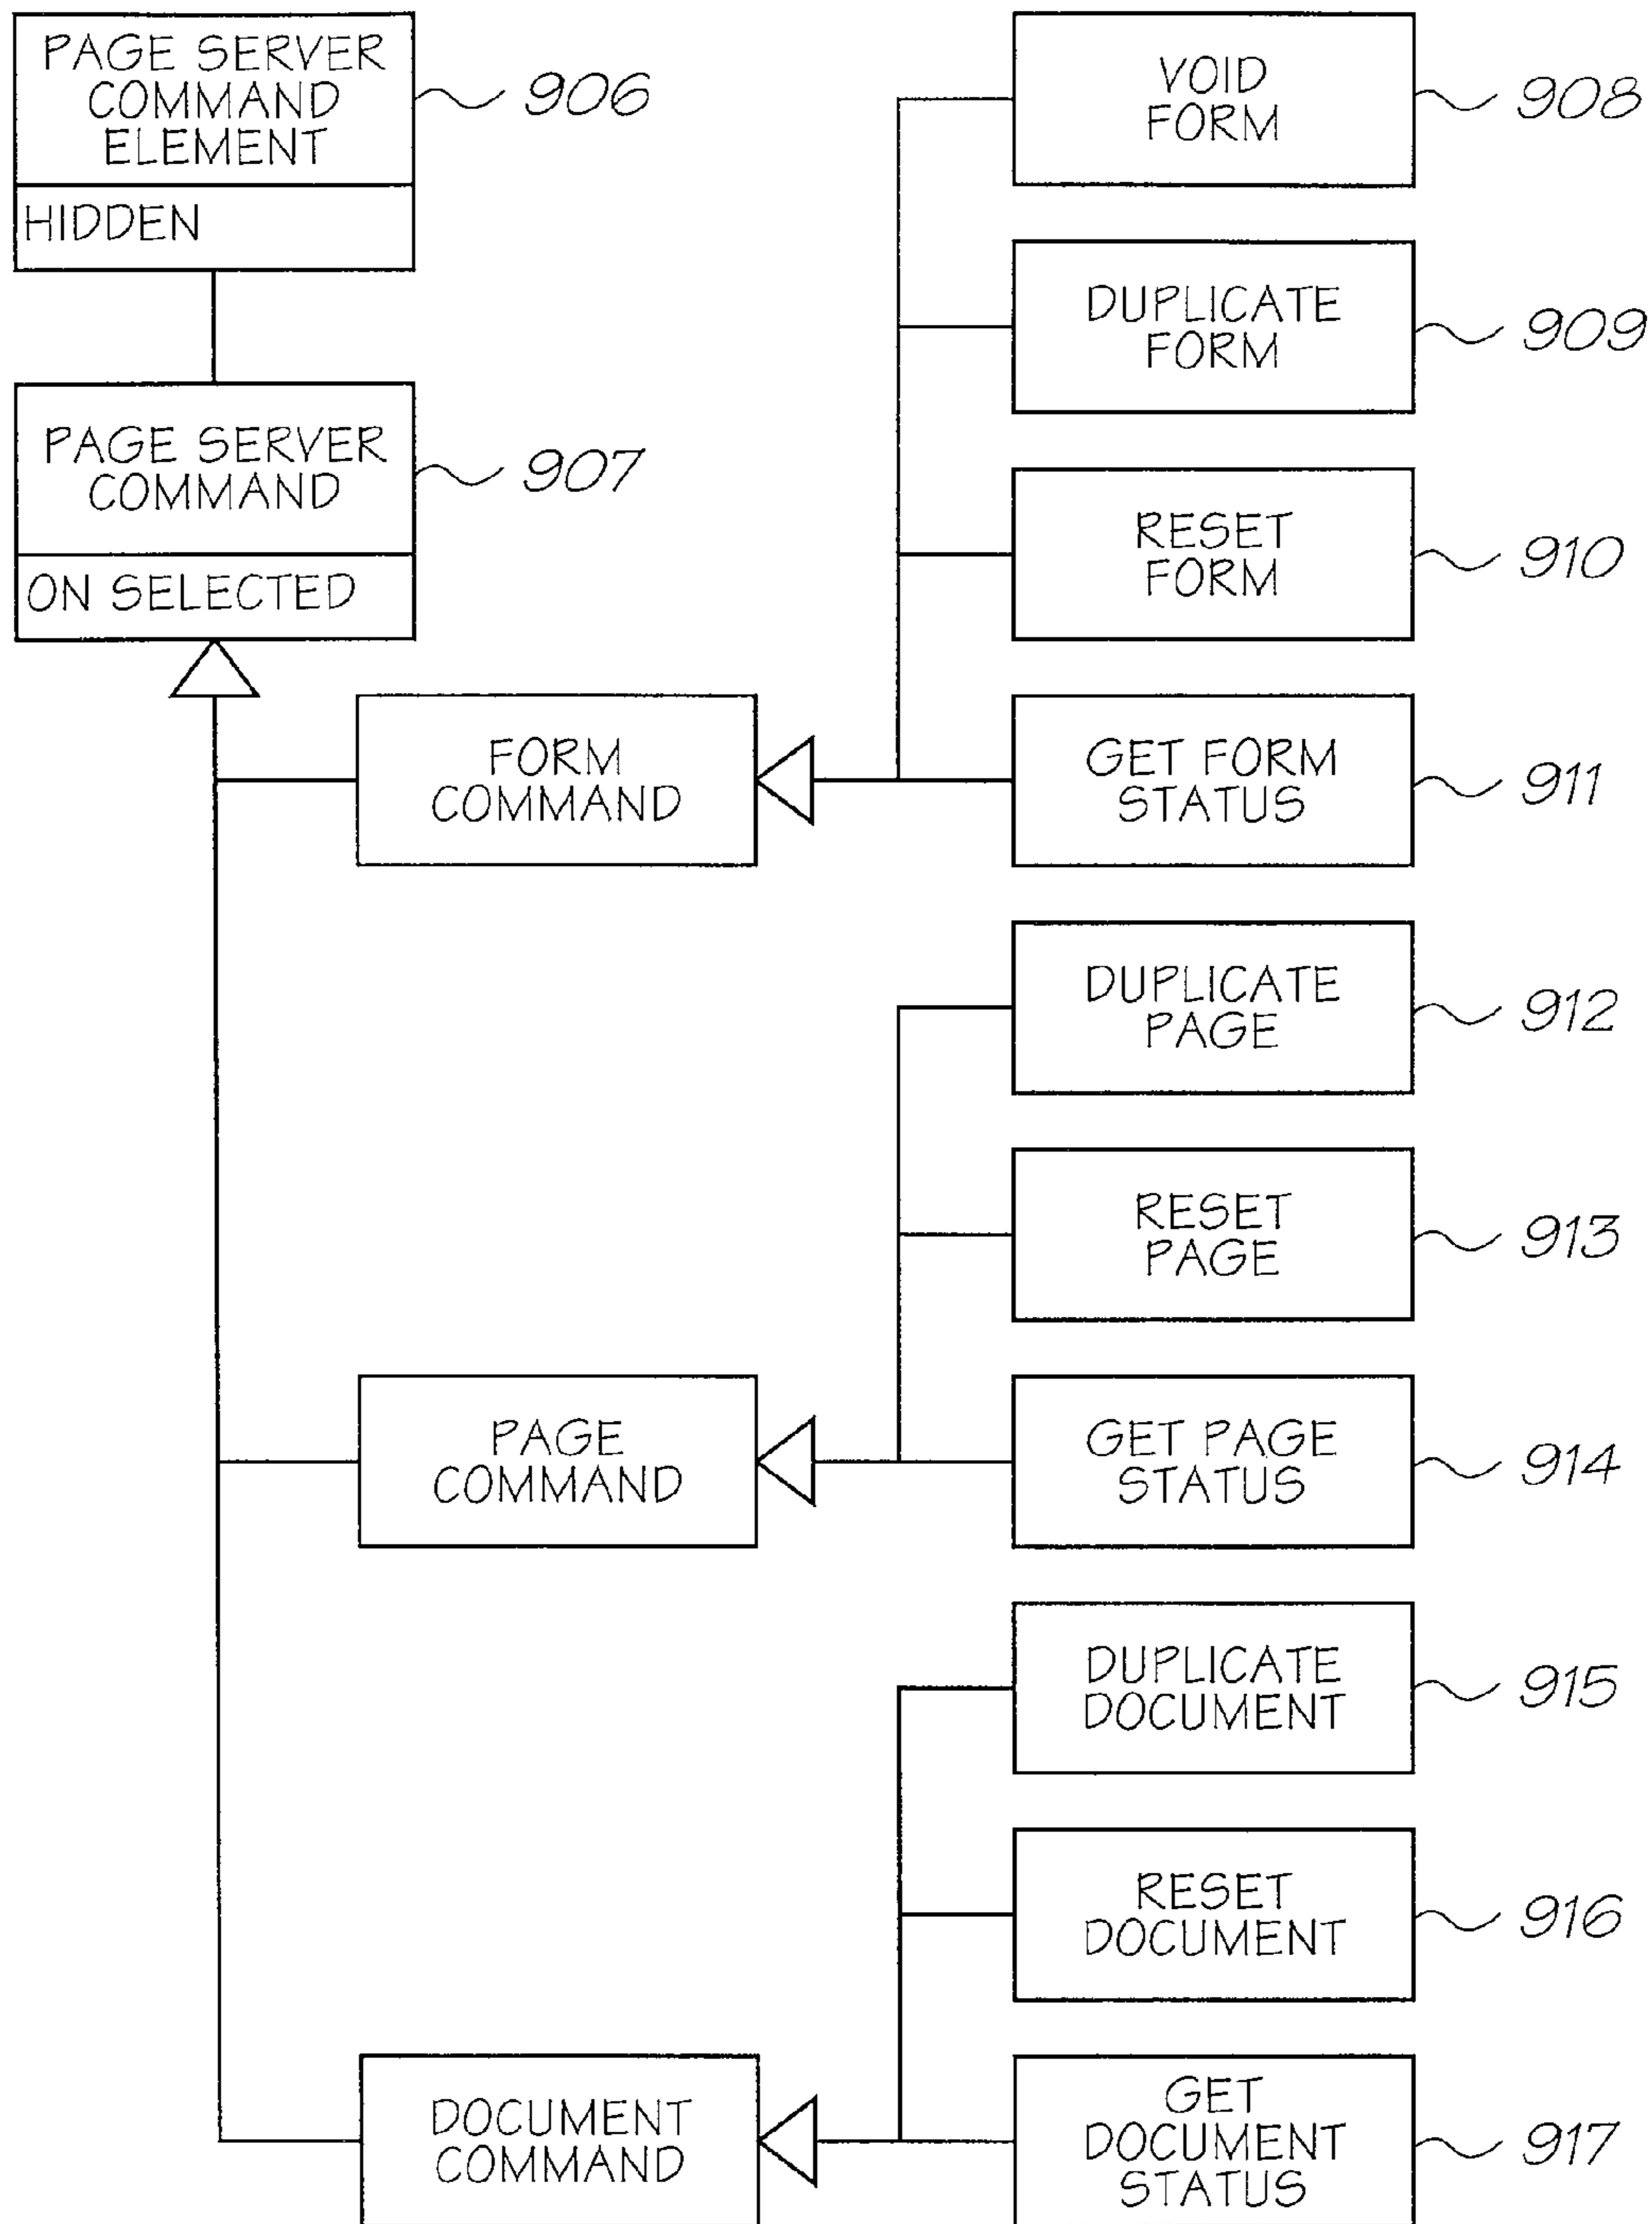 PAGE SERVER
COMMAND
ELEMENT
906
HIDDEN
PAGE SERVER
COMMAND
907
ON SELECTED
FORM
COMMAND
VOID
FORM
908
DUPLICATE
FORM
909
RESET
FORM
910
GET FORM
STATUS
911
PAGE
COMMAND
DUPLICATE
PAGE
912
RESET
PAGE
913
GET PAGE
STATUS
914
DOCUMENT
COMMAND
DUPLICATE
DOCUMENT
915
RESET
DOCUMENT
916
GET
DOCUMENT
STATUS
917